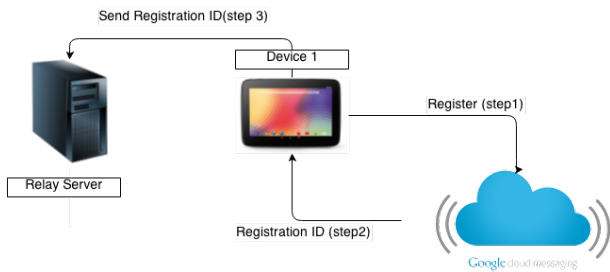 Send Registration ID(step 3)
Device 1
Register (step1)
Relay Server
Registration ID (step2)
Google cloud messaging